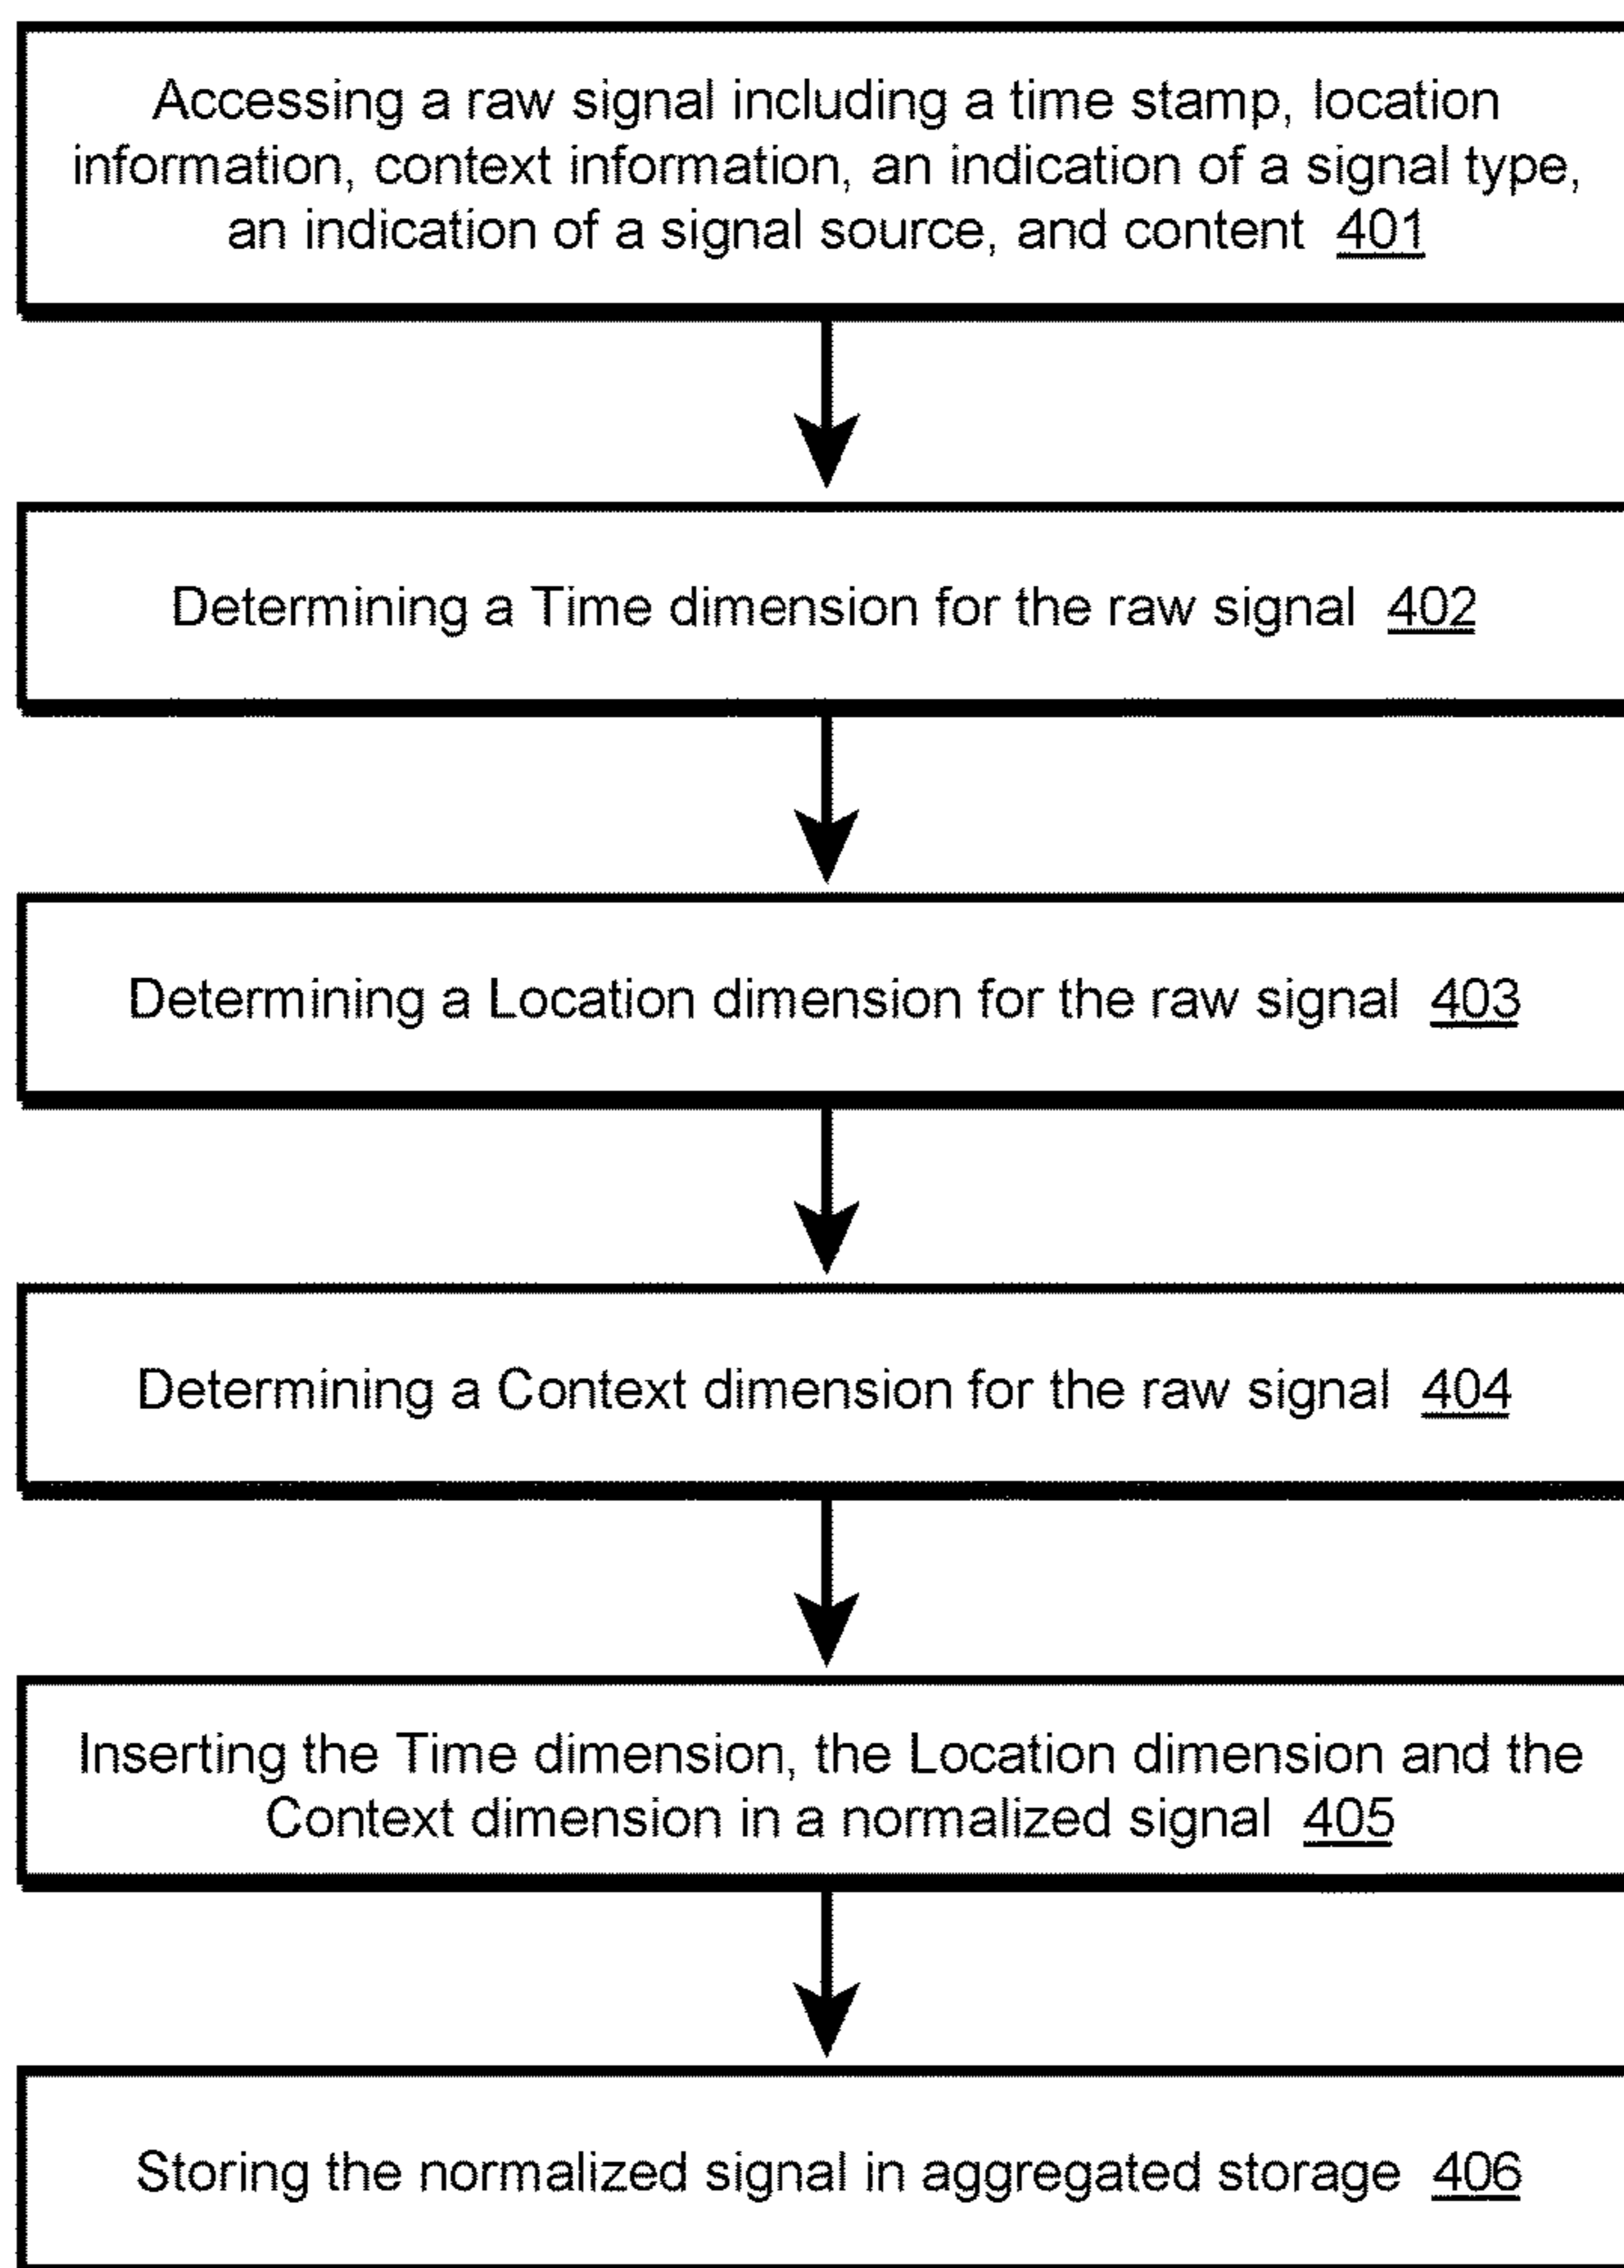 Accessing a raw signal including a time stamp, location
information, context information, an indication of a signal type,
an indication of a signal source, and content 401
Determining a Time dimension for the raw signal 402
Determining a Location dimension for the raw signal 403
Determining a Context dimension for the raw signal 404
Inserting the Time dimension, the Location dimension and the
Context dimension in a normalized signal 405
Storing the normalized signal in aggregated storage 406